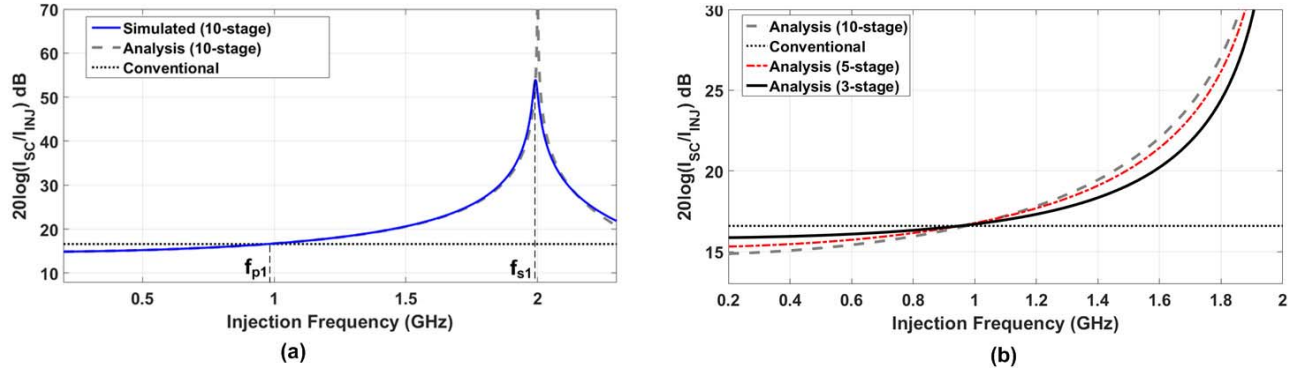 20log(I_SC/I_INJ) dB
70
60
50
40
30
20
10
Simulated (10-stage)
Analysis (10-stage)
Conventional
f_p1
f_s1
0.5
1
1.5
2
Injection Frequency (GHz)
(a)
20log(I_SC/I_INJ) dB
30
25
20
15
Analysis (10-stage)
Conventional
Analysis (5-stage)
Analysis (3-stage)
0.2
0.4
0.6
0.8
1
1.2
1.4
1.6
1.8
2
Injection Frequency (GHz)
(b)